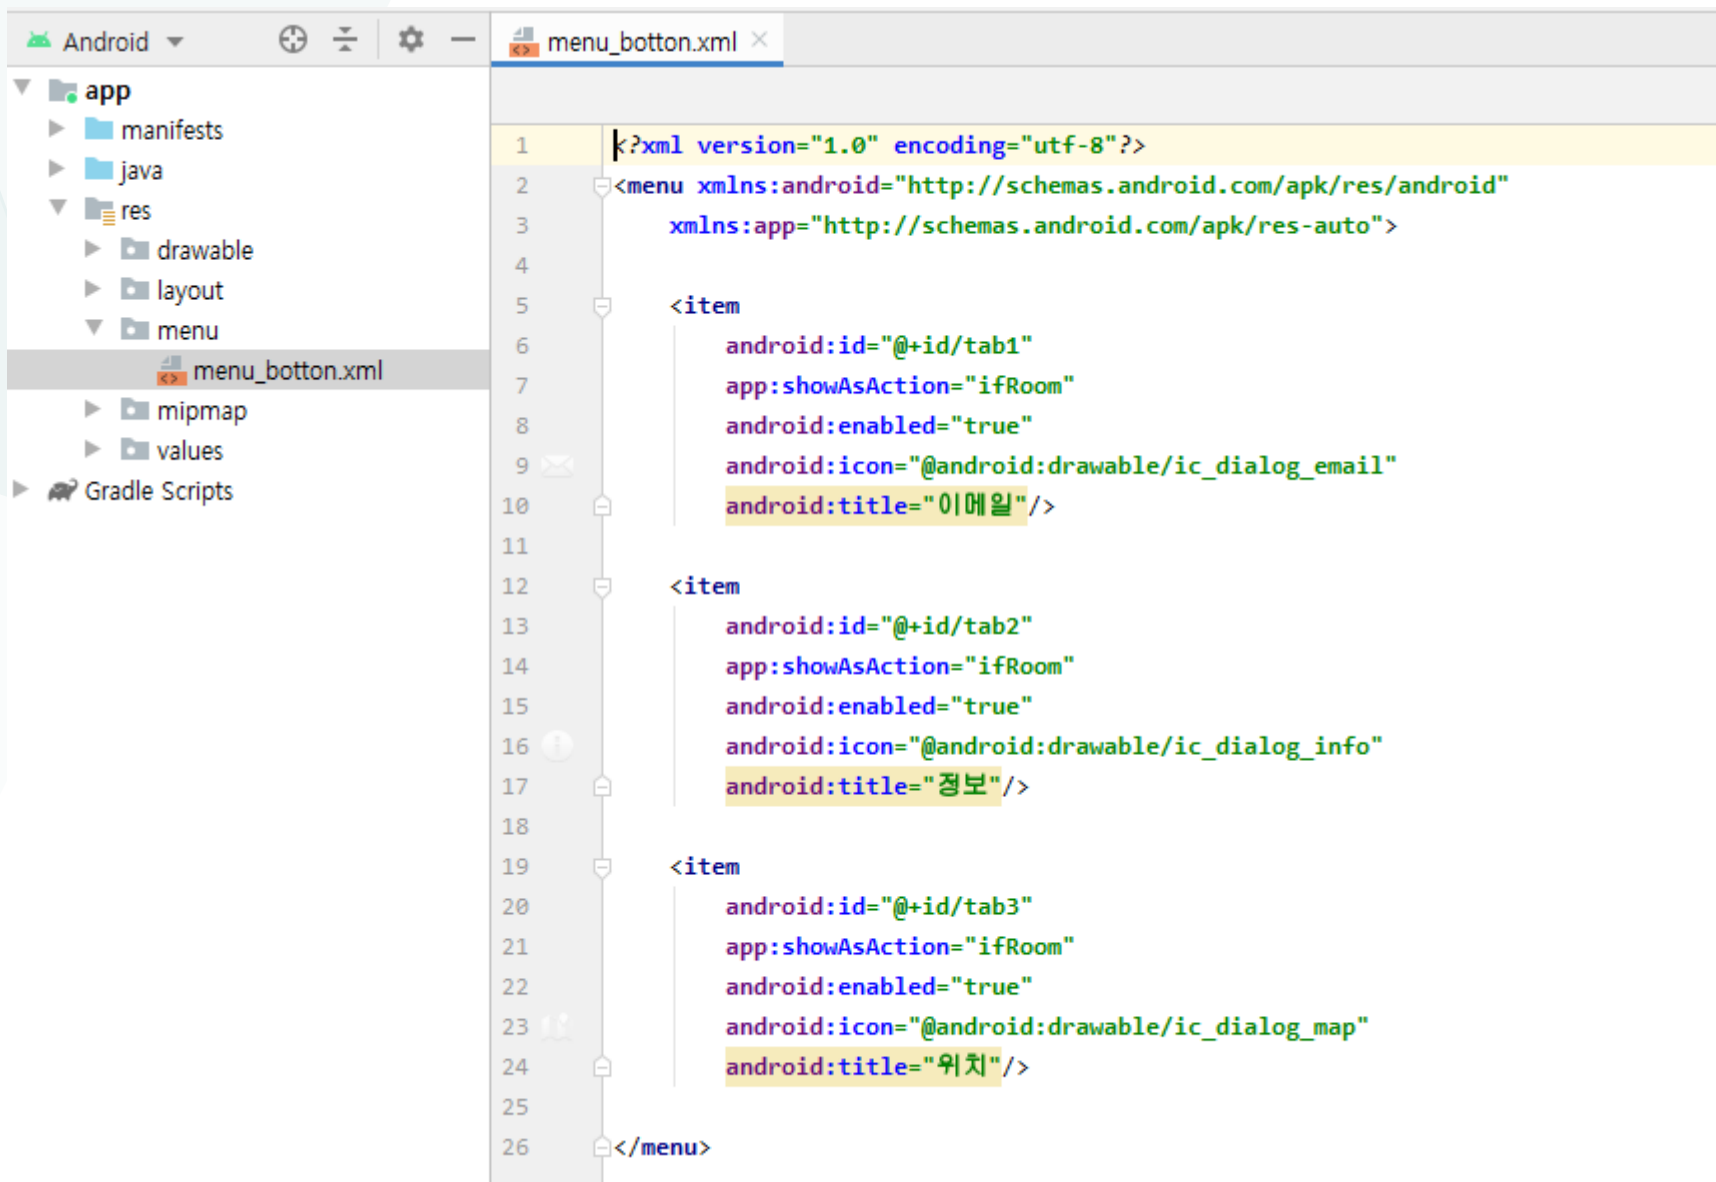 Android
app
manifests
java
res
drawable
layout
menu
menu_botton.xml
mipmap
values
Gradle Scripts
menu_botton.xml
1 <?xml version="1.0" encoding="utf-8"?>
2 <menu xmlns:android="http://schemas.android.com/apk/res/android"
3 xmlns:app="http://schemas.android.com/apk/res-auto">
4
5 <item
6 android:id="@+id/tab1"
7 app:showAsAction="ifRoom"
8 android:enabled="true"
9 android:icon="@android:drawable/ic_dialog_email"
10 android:title="이메일"/>
11
12 <item
13 android:id="@+id/tab2"
14 app:showAsAction="ifRoom"
15 android:enabled="true"
16 android:icon="@android:drawable/ic_dialog_info"
17 android:title="정보"/>
18
19 <item
20 android:id="@+id/tab3"
21 app:showAsAction="ifRoom"
22 android:enabled="true"
23 android:icon="@android:drawable/ic_dialog_map"
24 android:title="위치"/>
25
26 </menu>